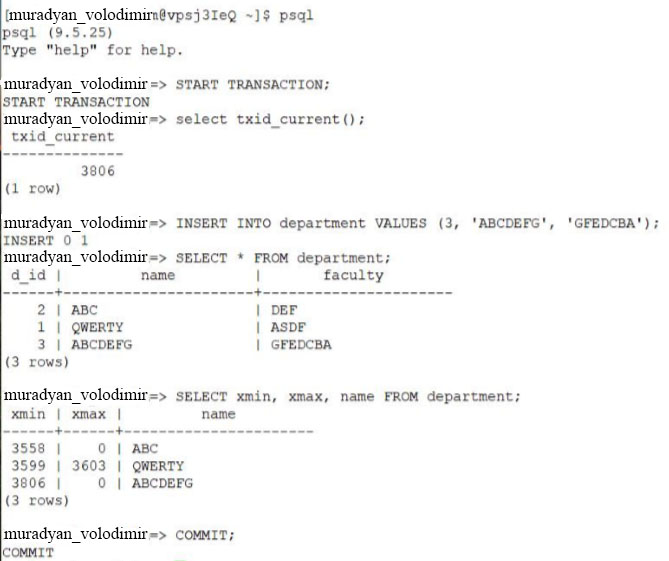 [muradyan_volodimirn@vpsj3IeQ ~]$ psql
psql (9.5.25)
Type "help" for help.
muradyan_volodimir=> START TRANSACTION;
START TRANSACTION
muradyan_volodimir=> select txid_current();
txid_current
--------------
3806
(1 row)
muradyan_volodimir=> INSERT INTO department VALUES (3, 'ABCDEFG', 'GFEDCBA');
INSERT 0 1
muradyan_volodimir=> SELECT * FROM department;
d_id | name | faculty
------+----------------------+----------------------
2 | ABC | DEF
1 | QWERTY | ASDF
3 | ABCDEFG | GFEDCBA
(3 rows)
muradyan_volodimir=> SELECT xmin, xmax, name FROM department;
xmin | xmax | name
------+------+----------------------
3558 | 0 | ABC
3599 | 3603 | QWERTY
3806 | 0 | ABCDEFG
(3 rows)
muradyan_volodimir=> COMMIT;
COMMIT